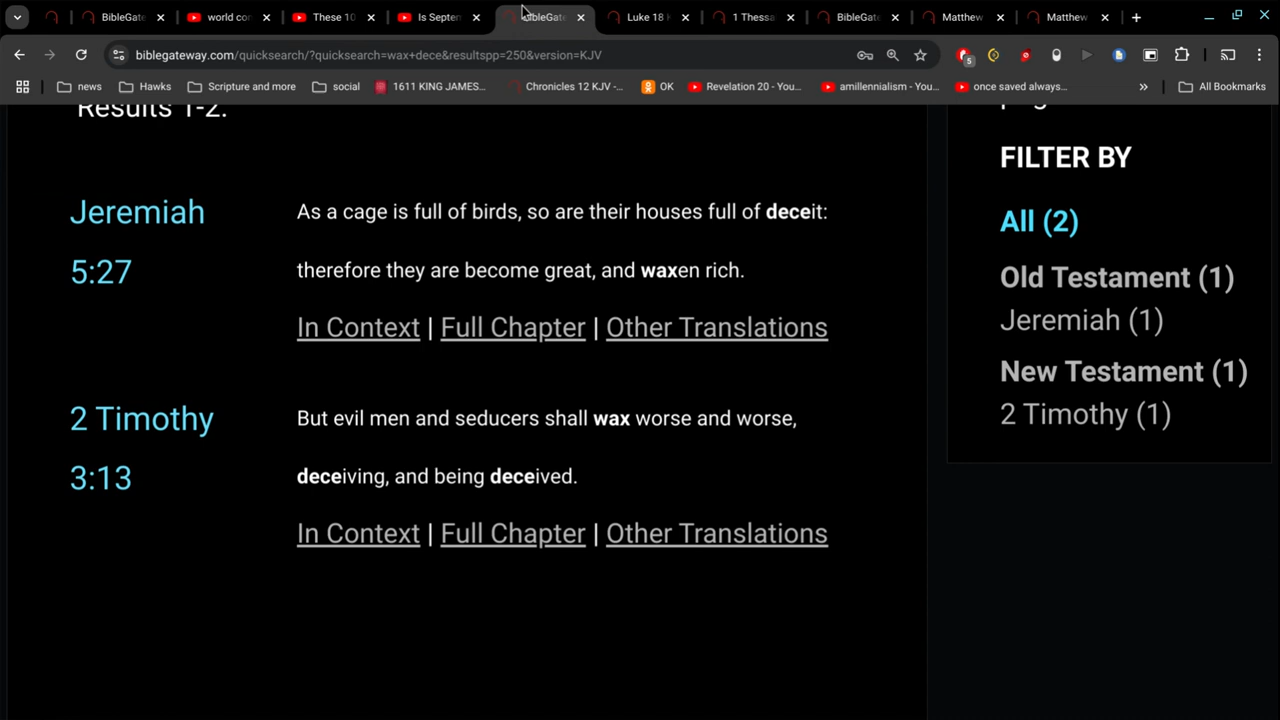 BibleGate
world cor
These 10
Is Septen
BibleGate
Luke 18
1 Thessa
BibleGate
Matthew
Matthew
biblegateway.com/quicksearch/?quicksearch=wax+dece&resultspp=250&version=KJV
5
news
Hawks
Scripture and more
social
1611 KING JAMES...
Chronicles 12 KJV -...
OK
Revelation 20 - You...
amillennialism - You...
once saved always...
»
All Bookmarks
Results 1-2.
FILTER BY
All (2)
Old Testament (1)
Jeremiah (1)
New Testament (1)
2 Timothy (1)
Jeremiah
5:27
As a cage is full of birds, so are their houses full of deceit:
therefore they are become great, and waxen rich.
In Context | Full Chapter | Other Translations
2 Timothy
3:13
But evil men and seducers shall wax worse and worse,
deceiving, and being deceived.
In Context | Full Chapter | Other Translations